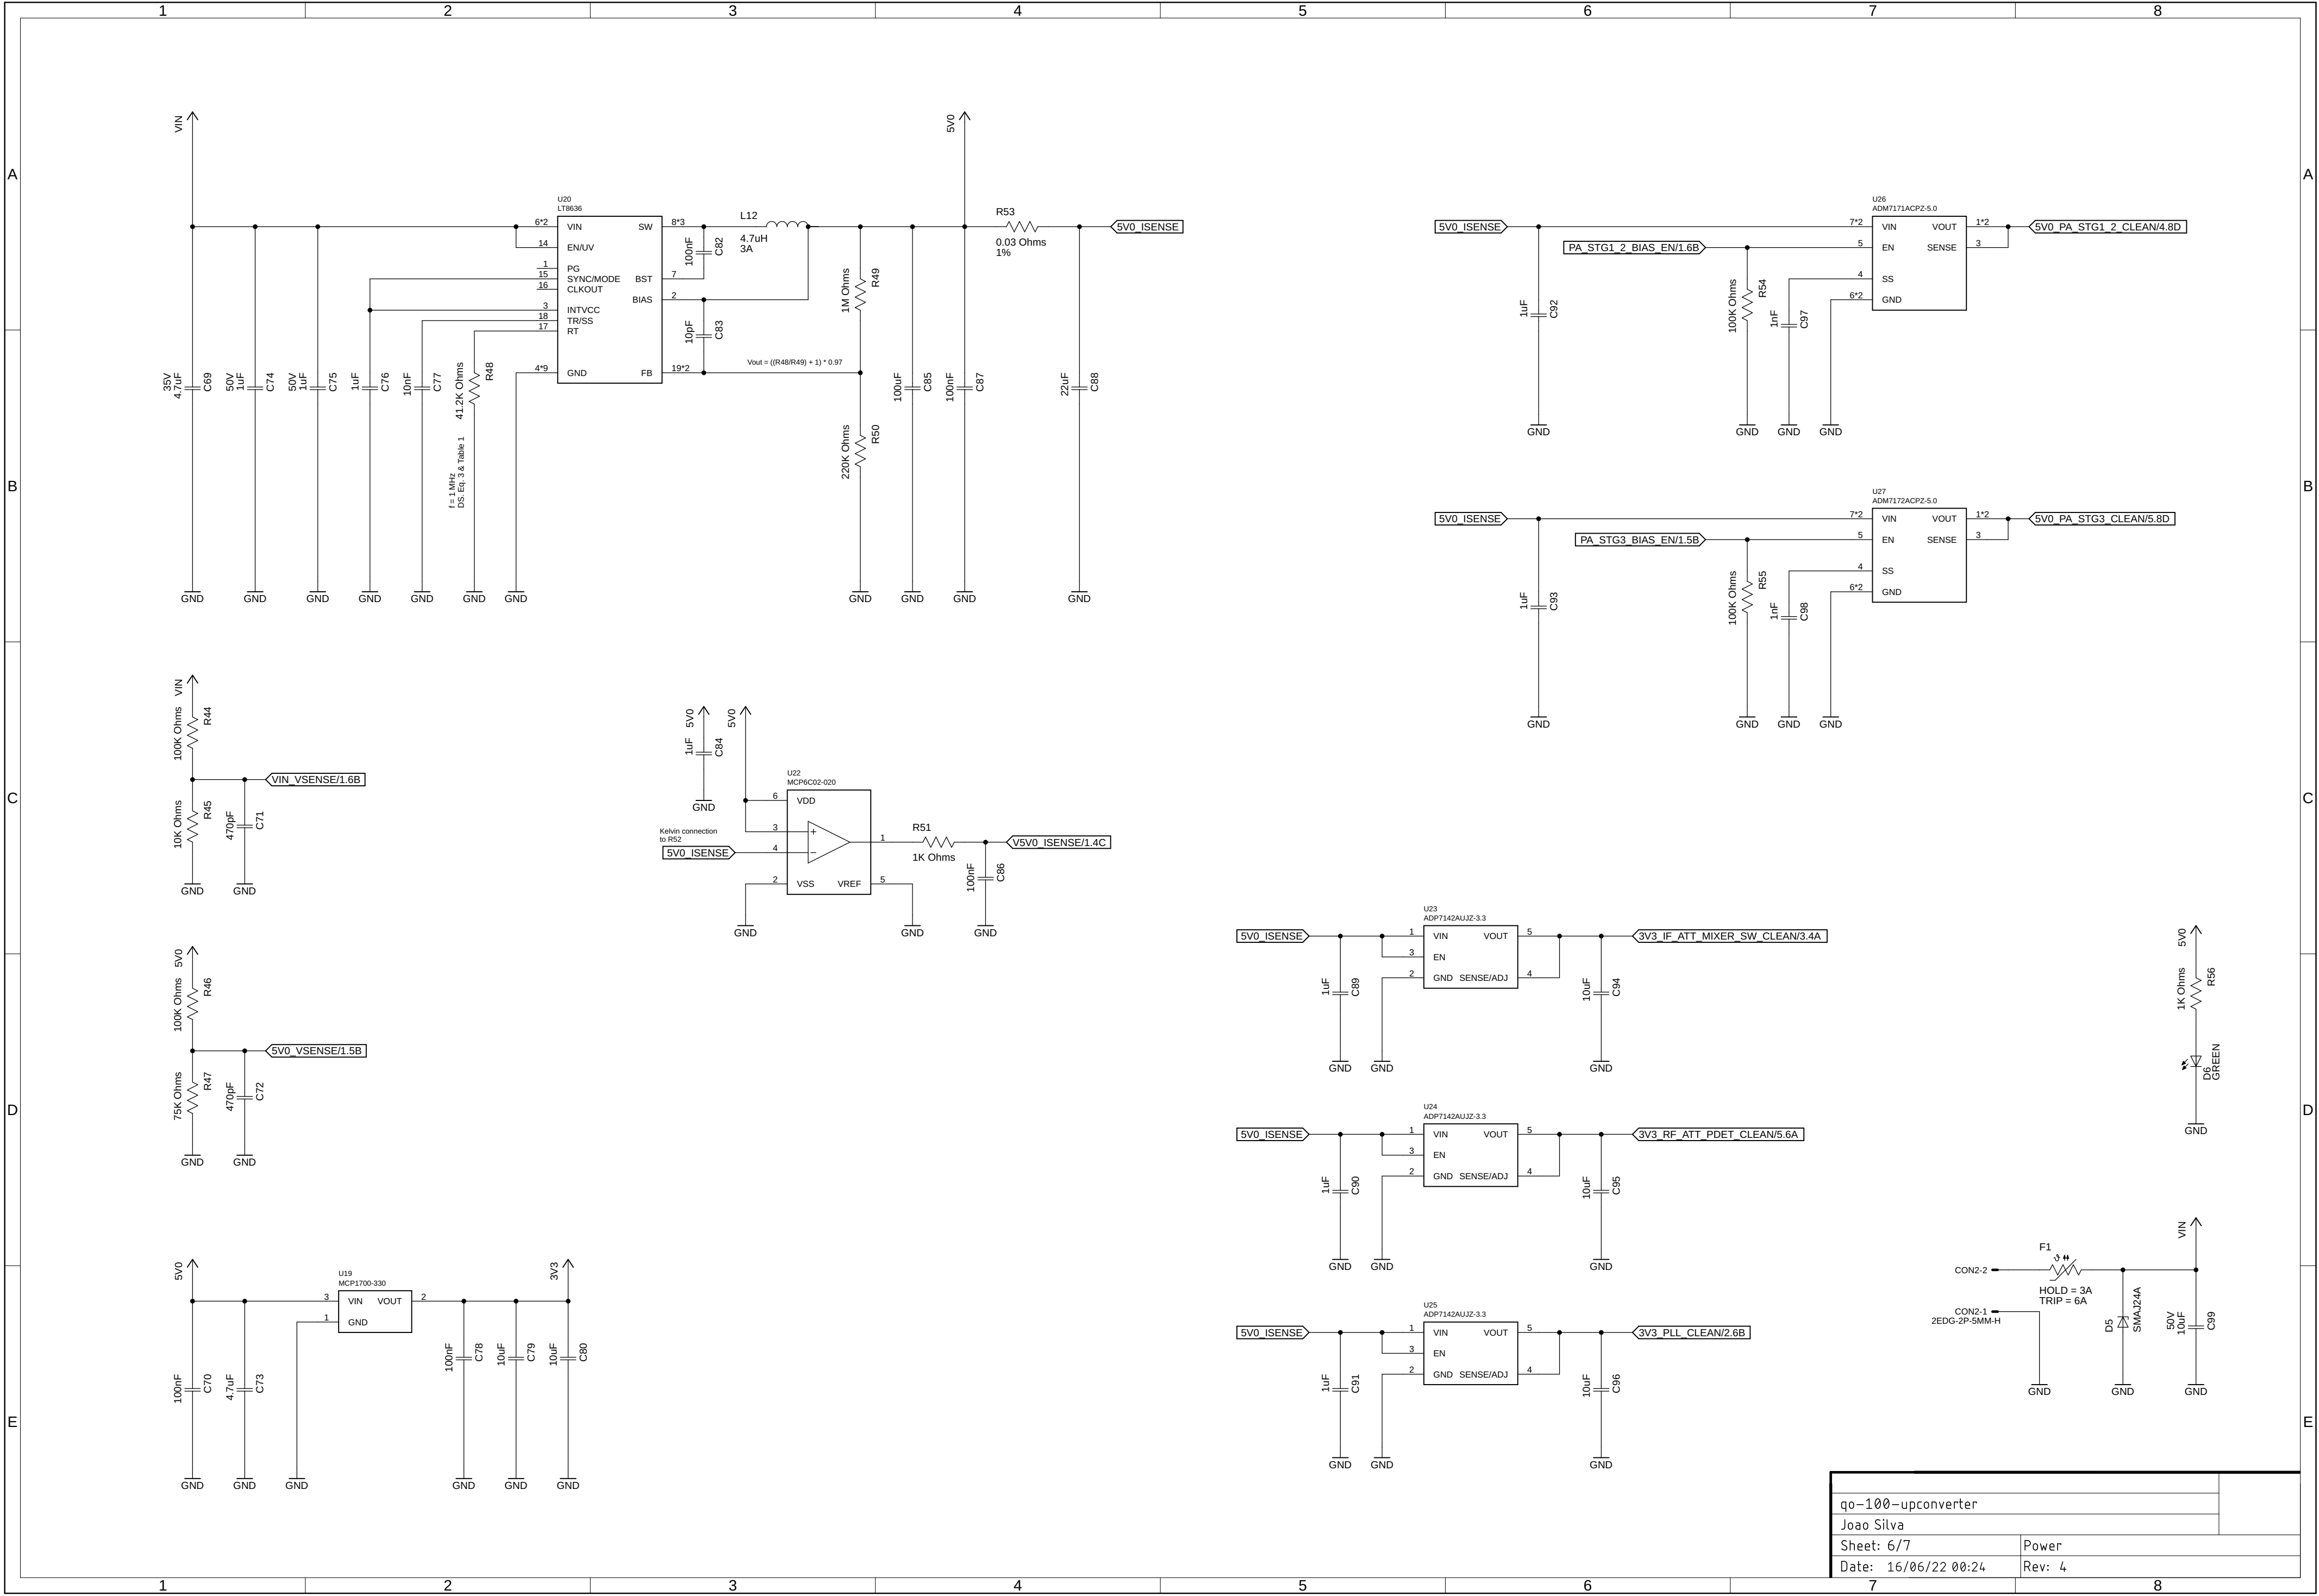 1 2 3 4 5 6 7 8
A
B
C
D
E
A
B
C
D
E
VIN
35V
4.7uF
C69
50V
1uF
C74
50V
1uF
C75
1uF
C76
10nF
C77
41.2K Ohms
R48
f = 1 MHz
DS. Eq. 3 & Table 1
GND GND GND GND GND GND GND
U20
LT8636
6*2 VIN
14 EN/UV
1 PG
15 SYNC/MODE
16 CLKOUT
3 INTVCC
18 TR/SS
17 RT
4*9 GND
SW 8*3
BST 7
BIAS 2
FB 19*2
100nF
C82
L12
4.7uH
3A
10pF
C83
Vout = ((R48/R49) + 1) * 0.97
1M Ohms
R49
220K Ohms
R50
100uF
C85
100nF
C87
5V0
R53
0.03 Ohms
1%
22uF
C88
5V0_ISENSE
GND GND GND GND
5V0_ISENSE
1uF
C92
PA_STG1_2_BIAS_EN/1.6B
100K Ohms
R54
1nF
C97
U26
ADM7171ACPZ-5.0
7*2 VIN
5 EN
4 SS
6*2 GND
VOUT 1*2
SENSE 3
5V0_PA_STG1_2_CLEAN/4.8D
GND GND GND GND
5V0_ISENSE
1uF
C93
PA_STG3_BIAS_EN/1.5B
100K Ohms
R55
1nF
C98
U27
ADM7172ACPZ-5.0
7*2 VIN
5 EN
4 SS
6*2 GND
VOUT 1*2
SENSE 3
5V0_PA_STG3_CLEAN/5.8D
GND GND GND GND
VIN
100K Ohms
R44
VIN_VSENSE/1.6B
10K Ohms
R45
470pF
C71
GND GND
5V0
1uF
C84
GND
5V0
U22
MCP6C02-020
6 VDD
3 +
4 −
2 VSS
1
VREF 5
Kelvin connection
to R52
5V0_ISENSE
R51
1K Ohms
V5V0_ISENSE/1.4C
100nF
C86
GND GND GND
5V0
100K Ohms
R46
5V0_VSENSE/1.5B
75K Ohms
R47
470pF
C72
GND GND
5V0
100nF
C70
4.7uF
C73
U19
MCP1700-330
3 VIN
1 GND
VOUT 2
100nF
C78
10uF
C79
10uF
C80
3V3
GND GND GND GND GND GND
5V0_ISENSE
1uF
C89
U23
ADP7142AUJZ-3.3
1 VIN
3 EN
2 GND
VOUT 5
SENSE/ADJ 4
10uF
C94
3V3_IF_ATT_MIXER_SW_CLEAN/3.4A
GND GND GND
5V0_ISENSE
1uF
C90
U24
ADP7142AUJZ-3.3
1 VIN
3 EN
2 GND
VOUT 5
SENSE/ADJ 4
10uF
C95
3V3_RF_ATT_PDET_CLEAN/5.6A
GND GND GND
5V0_ISENSE
1uF
C91
U25
ADP7142AUJZ-3.3
1 VIN
3 EN
2 GND
VOUT 5
SENSE/ADJ 4
10uF
C96
3V3_PLL_CLEAN/2.6B
GND GND GND
5V0
1K Ohms
R56
D6
GREEN
GND
VIN
F1
HOLD = 3A
TRIP = 6A
CON2-2
CON2-1
2EDG-2P-5MM-H
D5
SMAJ24A
50V
10uF
C99
GND GND GND
qo-100-upconverter
Joao Silva
Sheet: 6/7 Power
Date: 16/06/22 00:24 Rev: 4
1 2 3 4 5 6 7 8